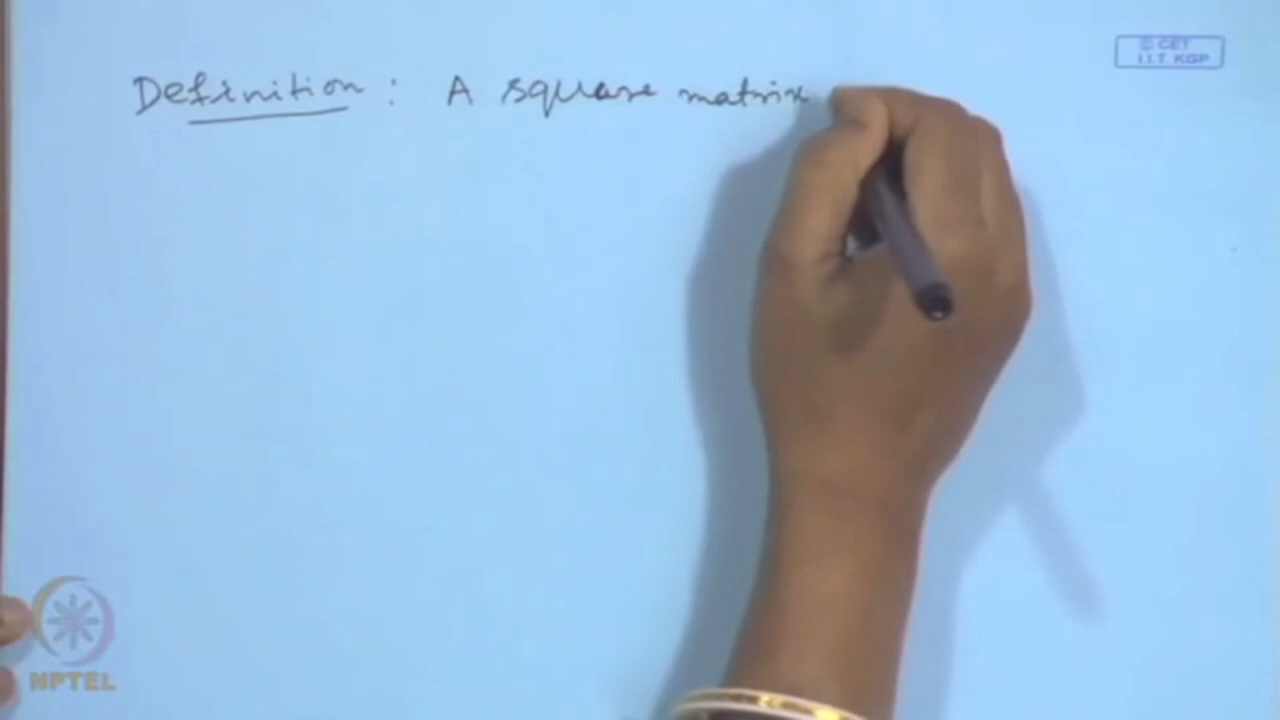 © CET
I.I.T KGP
Definition : A square matrix
NPTEL